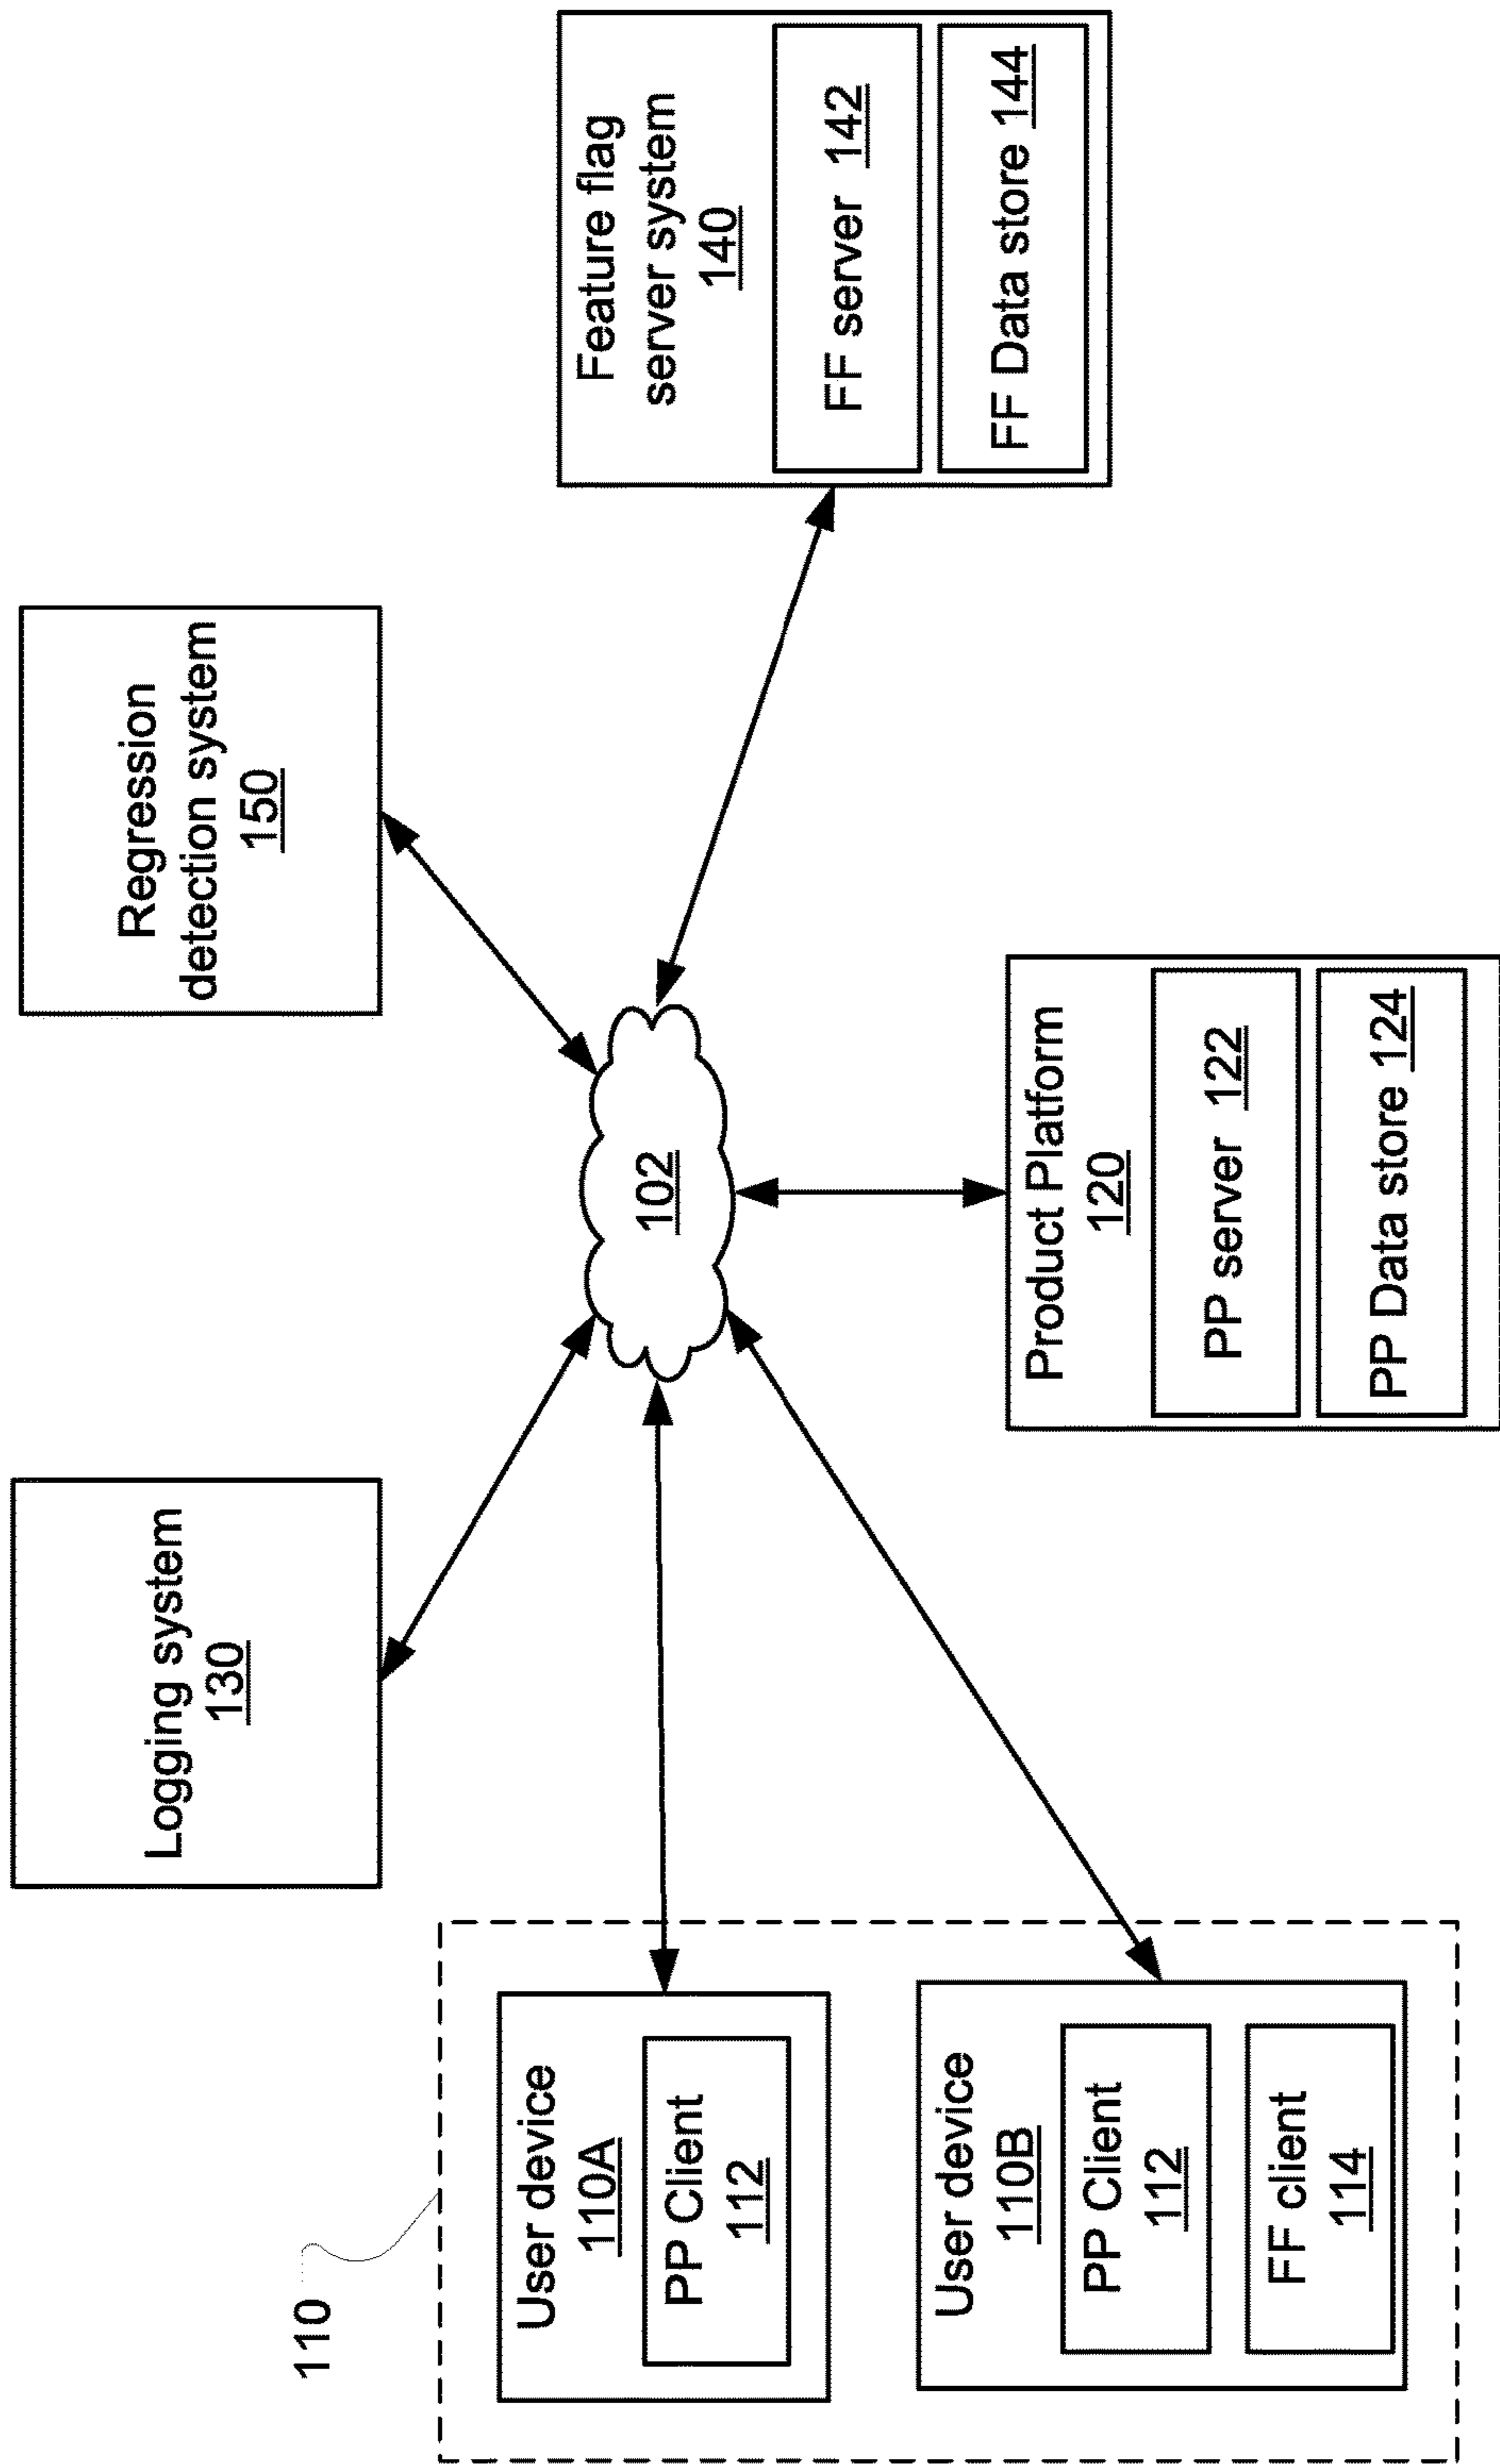 Logging system
130
Regression
detection system
150
110
User device
110A
PP Client
112
User device
110B
PP Client
112
FF client
114
102
Product Platform
120
PP server 122
PP Data store 124
Feature flag
server system
140
FF server 142
FF Data store 144